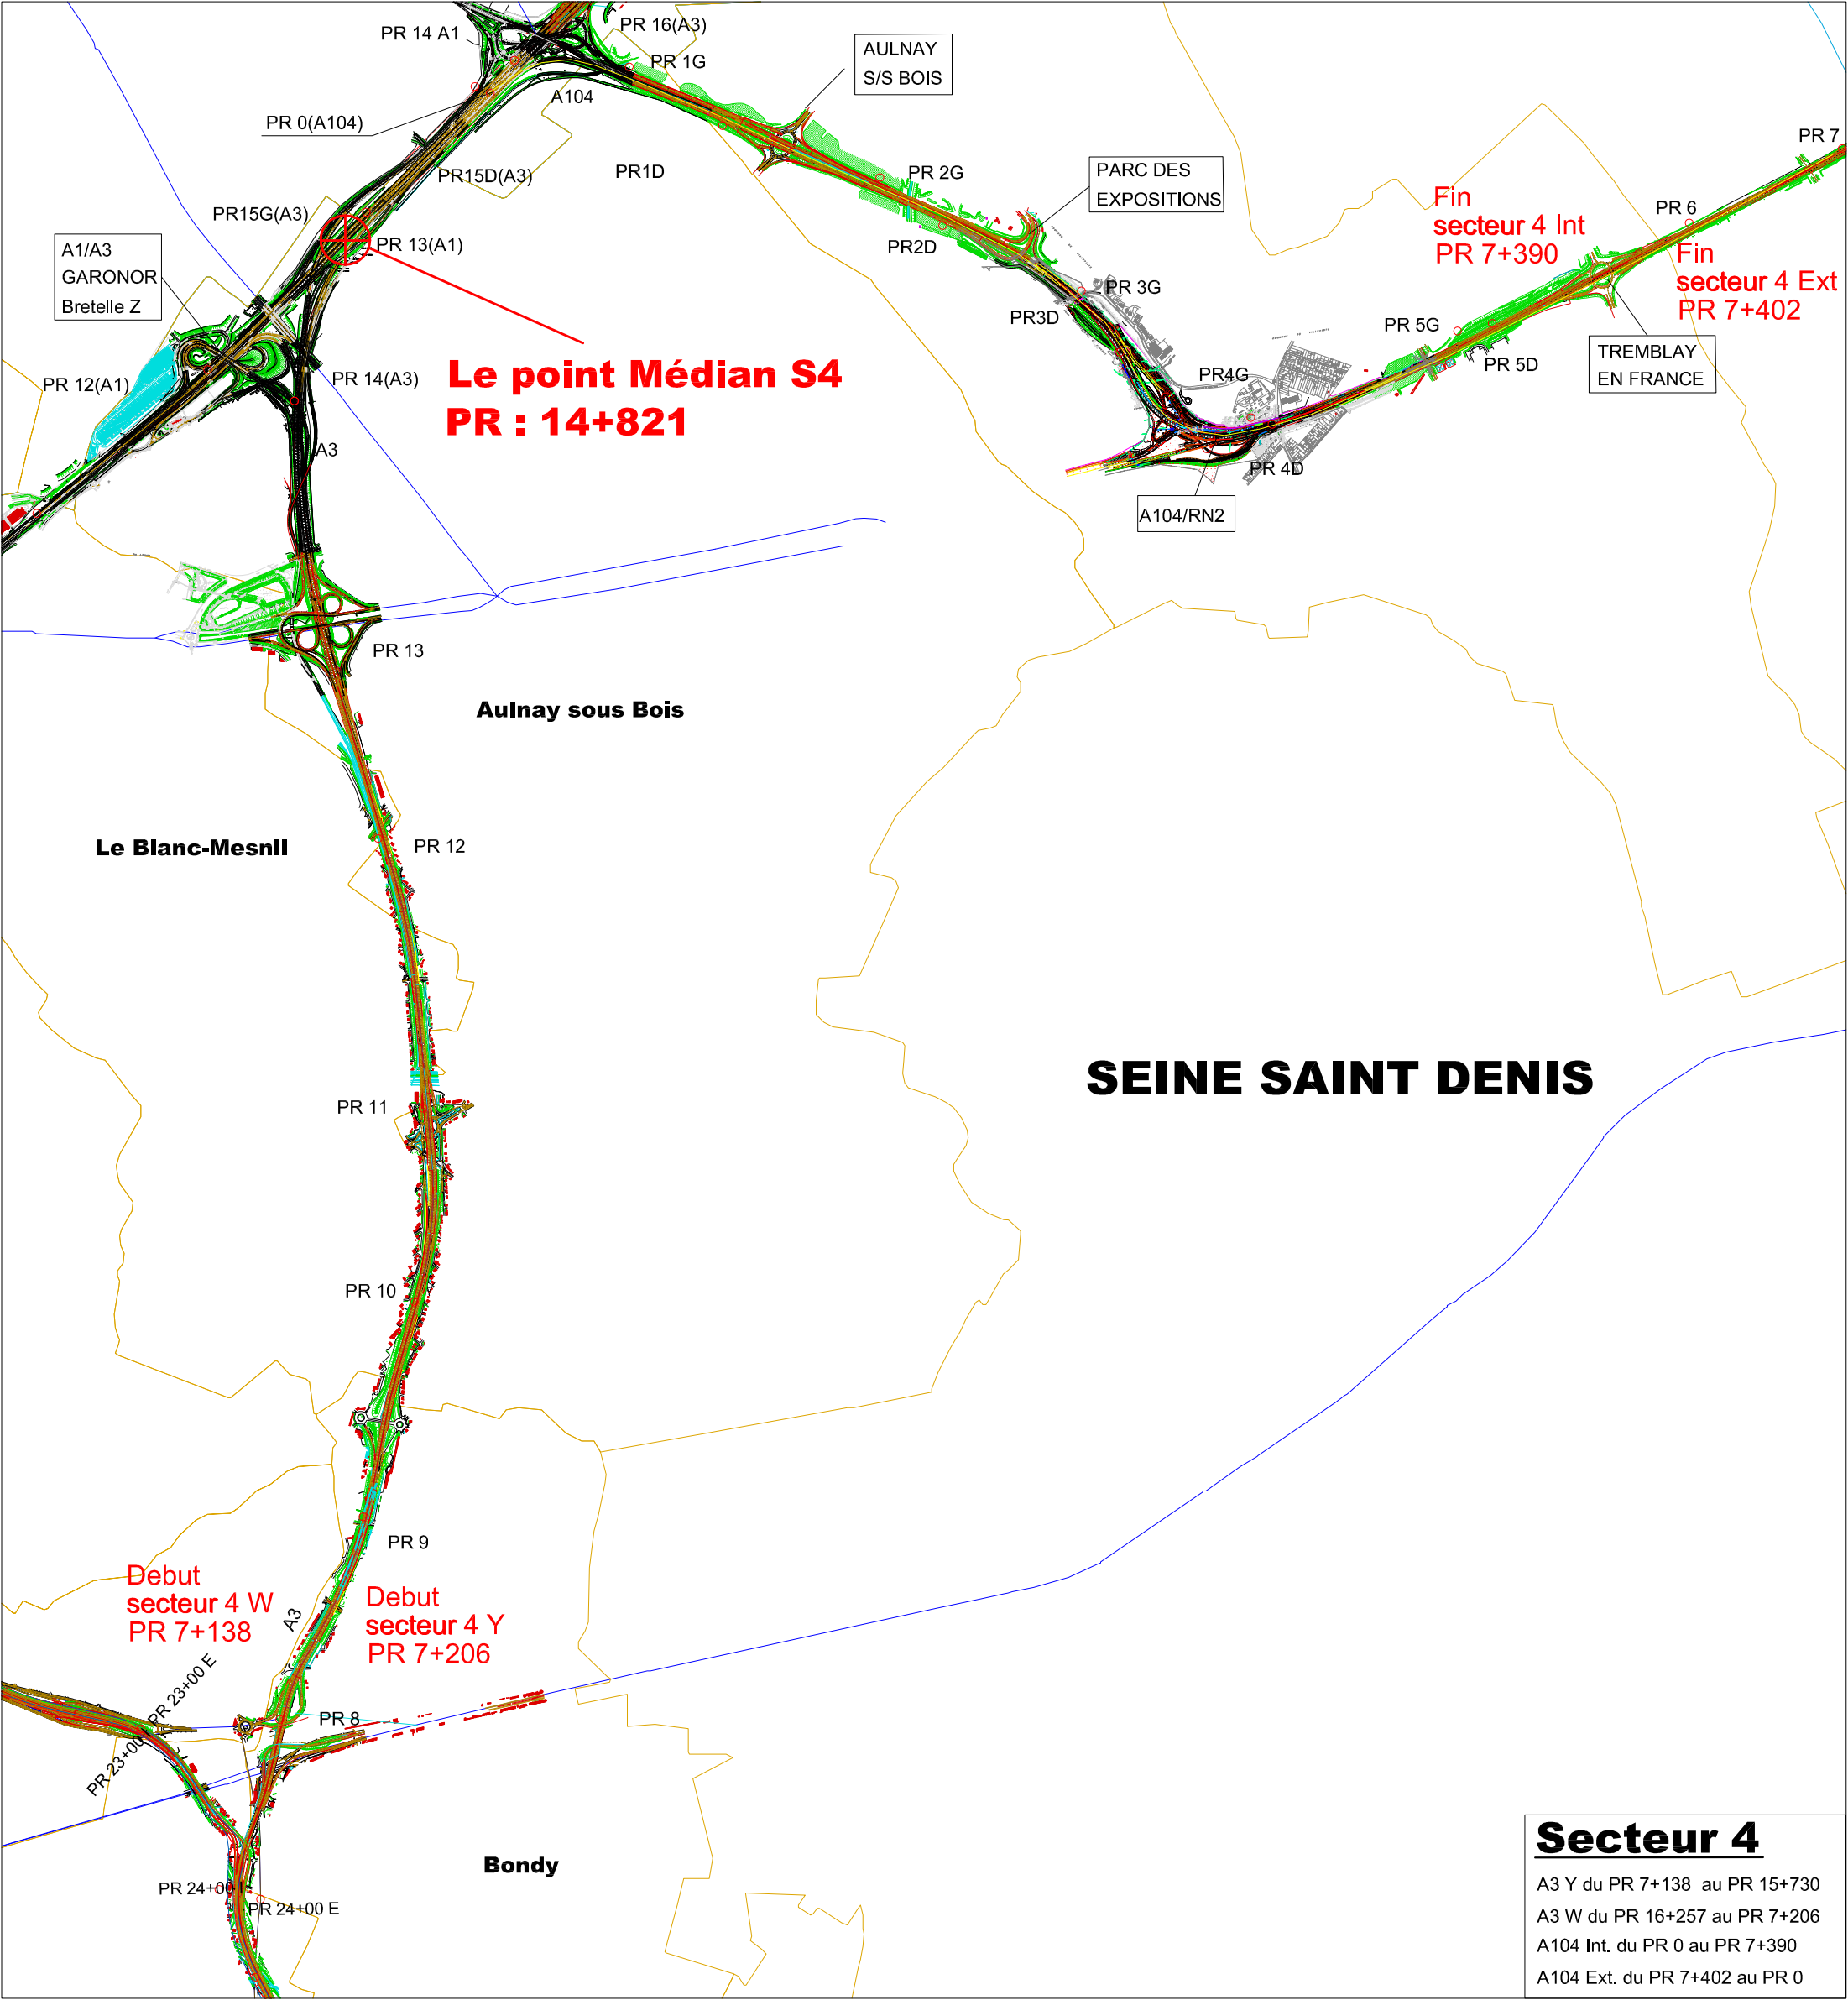 PR 14 A1
PR 16(A3)
PR 1G
AULNAY
S/S BOIS
A104
PR 0(A104)
PR 7
PR15D(A3)
PR1D
PR 2G
PARC DES
EXPOSITIONS
PR15G(A3)
PR 13(A1)
PR2D
Fin
secteur 4 Int
PR 7+390
PR 6
Fin
secteur 4 Ext
PR 7+402
A1/A3
GARONOR
Bretelle Z
PR 3G
PR3D
PR 5G
PR 5D
TREMBLAY
EN FRANCE
PR 12(A1)
PR 14(A3)
Le point Médian S4
PR : 14+821
PR4G
A3
PR 4D
A104/RN2
PR 13
Aulnay sous Bois
Le Blanc-Mesnil
PR 12
SEINE SAINT DENIS
PR 11
PR 10
PR 9
Debut
secteur 4 W
PR 7+138
A3
Debut
secteur 4 Y
PR 7+206
PR 23+00 E
PR 23+00 I
PR 8
Bondy
PR 24+00 I
PR 24+00 E
Secteur 4
A3 Y du PR 7+138 au PR 15+730
A3 W du PR 16+257 au PR 7+206
A104 Int. du PR 0 au PR 7+390
A104 Ext. du PR 7+402 au PR 0